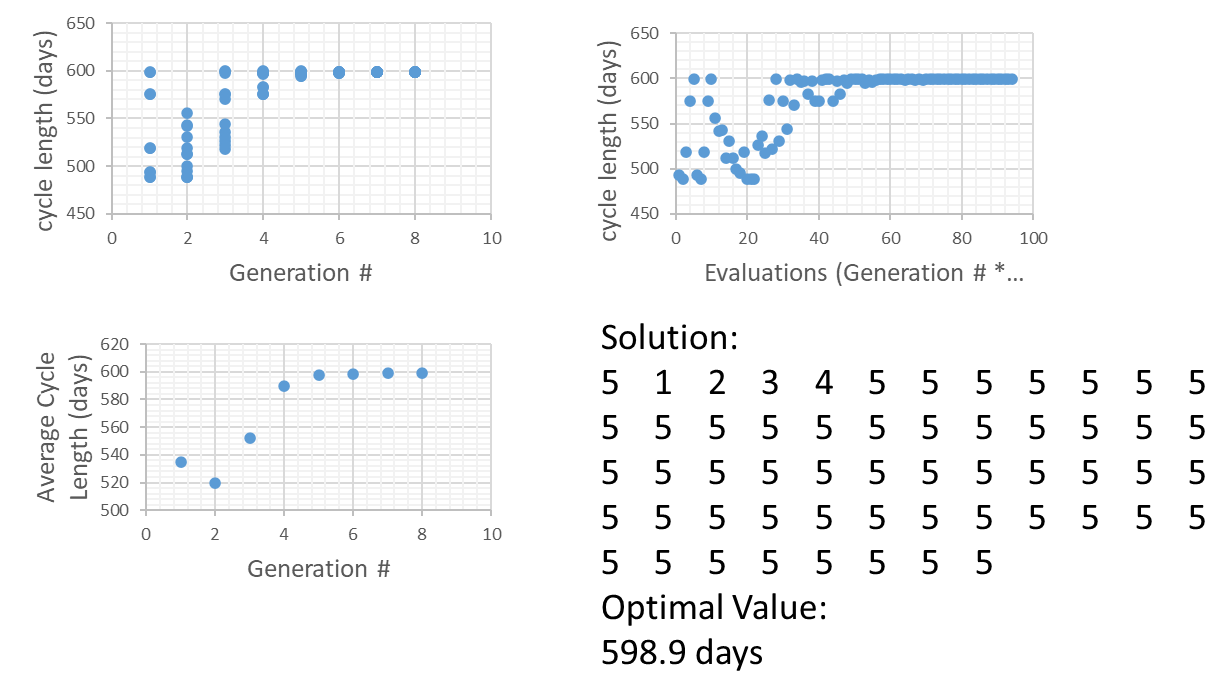 650
600
550
500
450
0 2 4 6 8 10
cycle length (days)
Generation #
650
600
550
500
450
0 20 40 60 80 100
cycle length (days)
Evaluations (Generation # *...
620
600
580
560
540
520
500
0 2 4 6 8 10
Average Cycle
Length (days)
Generation #
Solution:
5 1 2 3 4 5 5 5 5 5 5 5
5 5 5 5 5 5 5 5 5 5 5 5
5 5 5 5 5 5 5 5 5 5 5 5
5 5 5 5 5 5 5 5 5 5 5 5
5 5 5 5 5 5 5 5
Optimal Value:
598.9 days